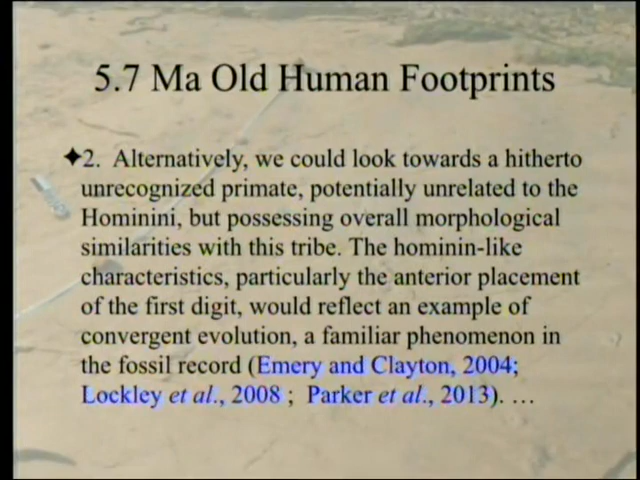 5.7 Ma Old Human Footprints
✦2. Alternatively, we could look towards a hitherto
unrecognized primate, potentially unrelated to the
Hominini, but possessing overall morphological
similarities with this tribe. The hominin-like
characteristics, particularly the anterior placement
of the first digit, would reflect an example of
convergent evolution, a familiar phenomenon in
the fossil record (Emery and Clayton, 2004;
Lockley et al., 2008 ; Parker et al., 2013). …